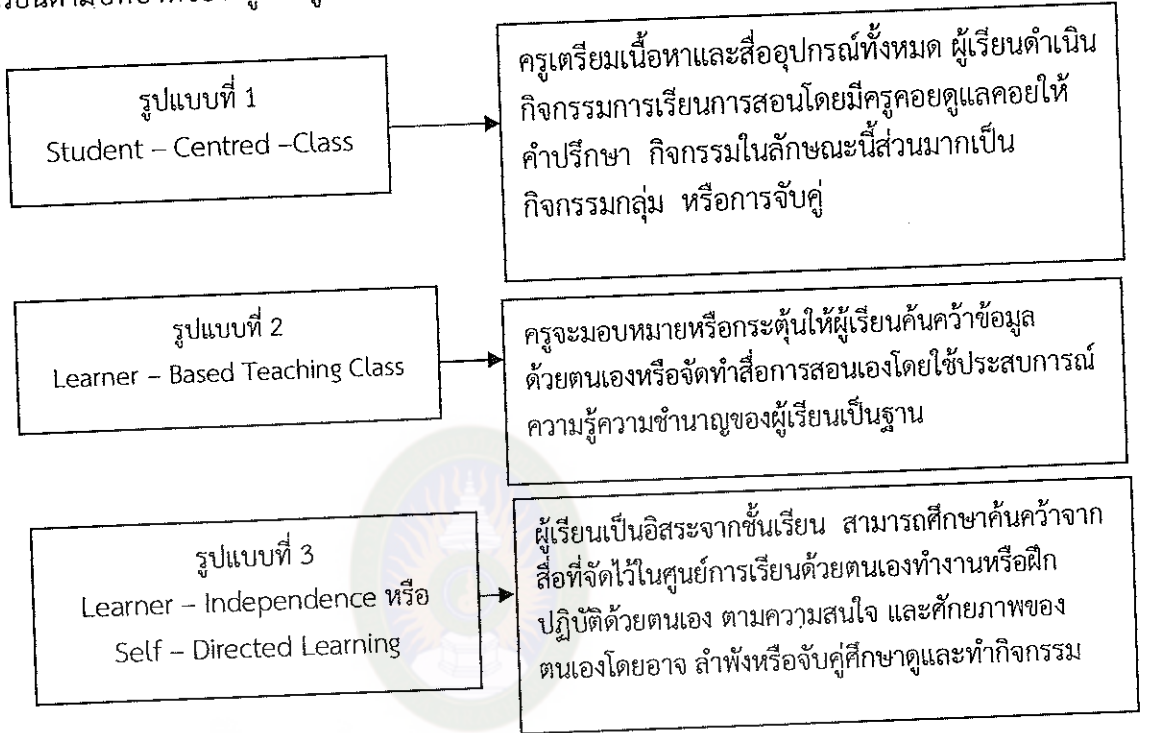 รูปแบบที่ 1
Student – Centred –Class
ครูเตรียมเนื้อหาและสื่ออุปกรณ์ทั้งหมด ผู้เรียนดำเนิน
กิจกรรมการเรียนการสอนโดยมีครูคอยดูแลคอยให้
คำปรึกษา กิจกรรมในลักษณะนี้ส่วนมากเป็น
กิจกรรมกลุ่ม หรือการจับคู่
รูปแบบที่ 2
Learner – Based Teaching Class
ครูจะมอบหมายหรือกระตุ้นให้ผู้เรียนค้นคว้าข้อมูล
ด้วยตนเองหรือจัดทำสื่อการสอนเองโดยใช้ประสบการณ์
ความรู้ความชำนาญของผู้เรียนเป็นฐาน
รูปแบบที่ 3
Learner – Independence หรือ
Self – Directed Learning
ผู้เรียนเป็นอิสระจากชั้นเรียน สามารถศึกษาค้นคว้าจาก
สื่อที่จัดไว้ในศูนย์การเรียนด้วยตนเองทำงานหรือฝึก
ปฏิบัติด้วยตนเอง ตามความสนใจ และศักยภาพของ
ตนเองโดยอาจ ลำพังหรือจับคู่ศึกษาดูและทำกิจกรรม